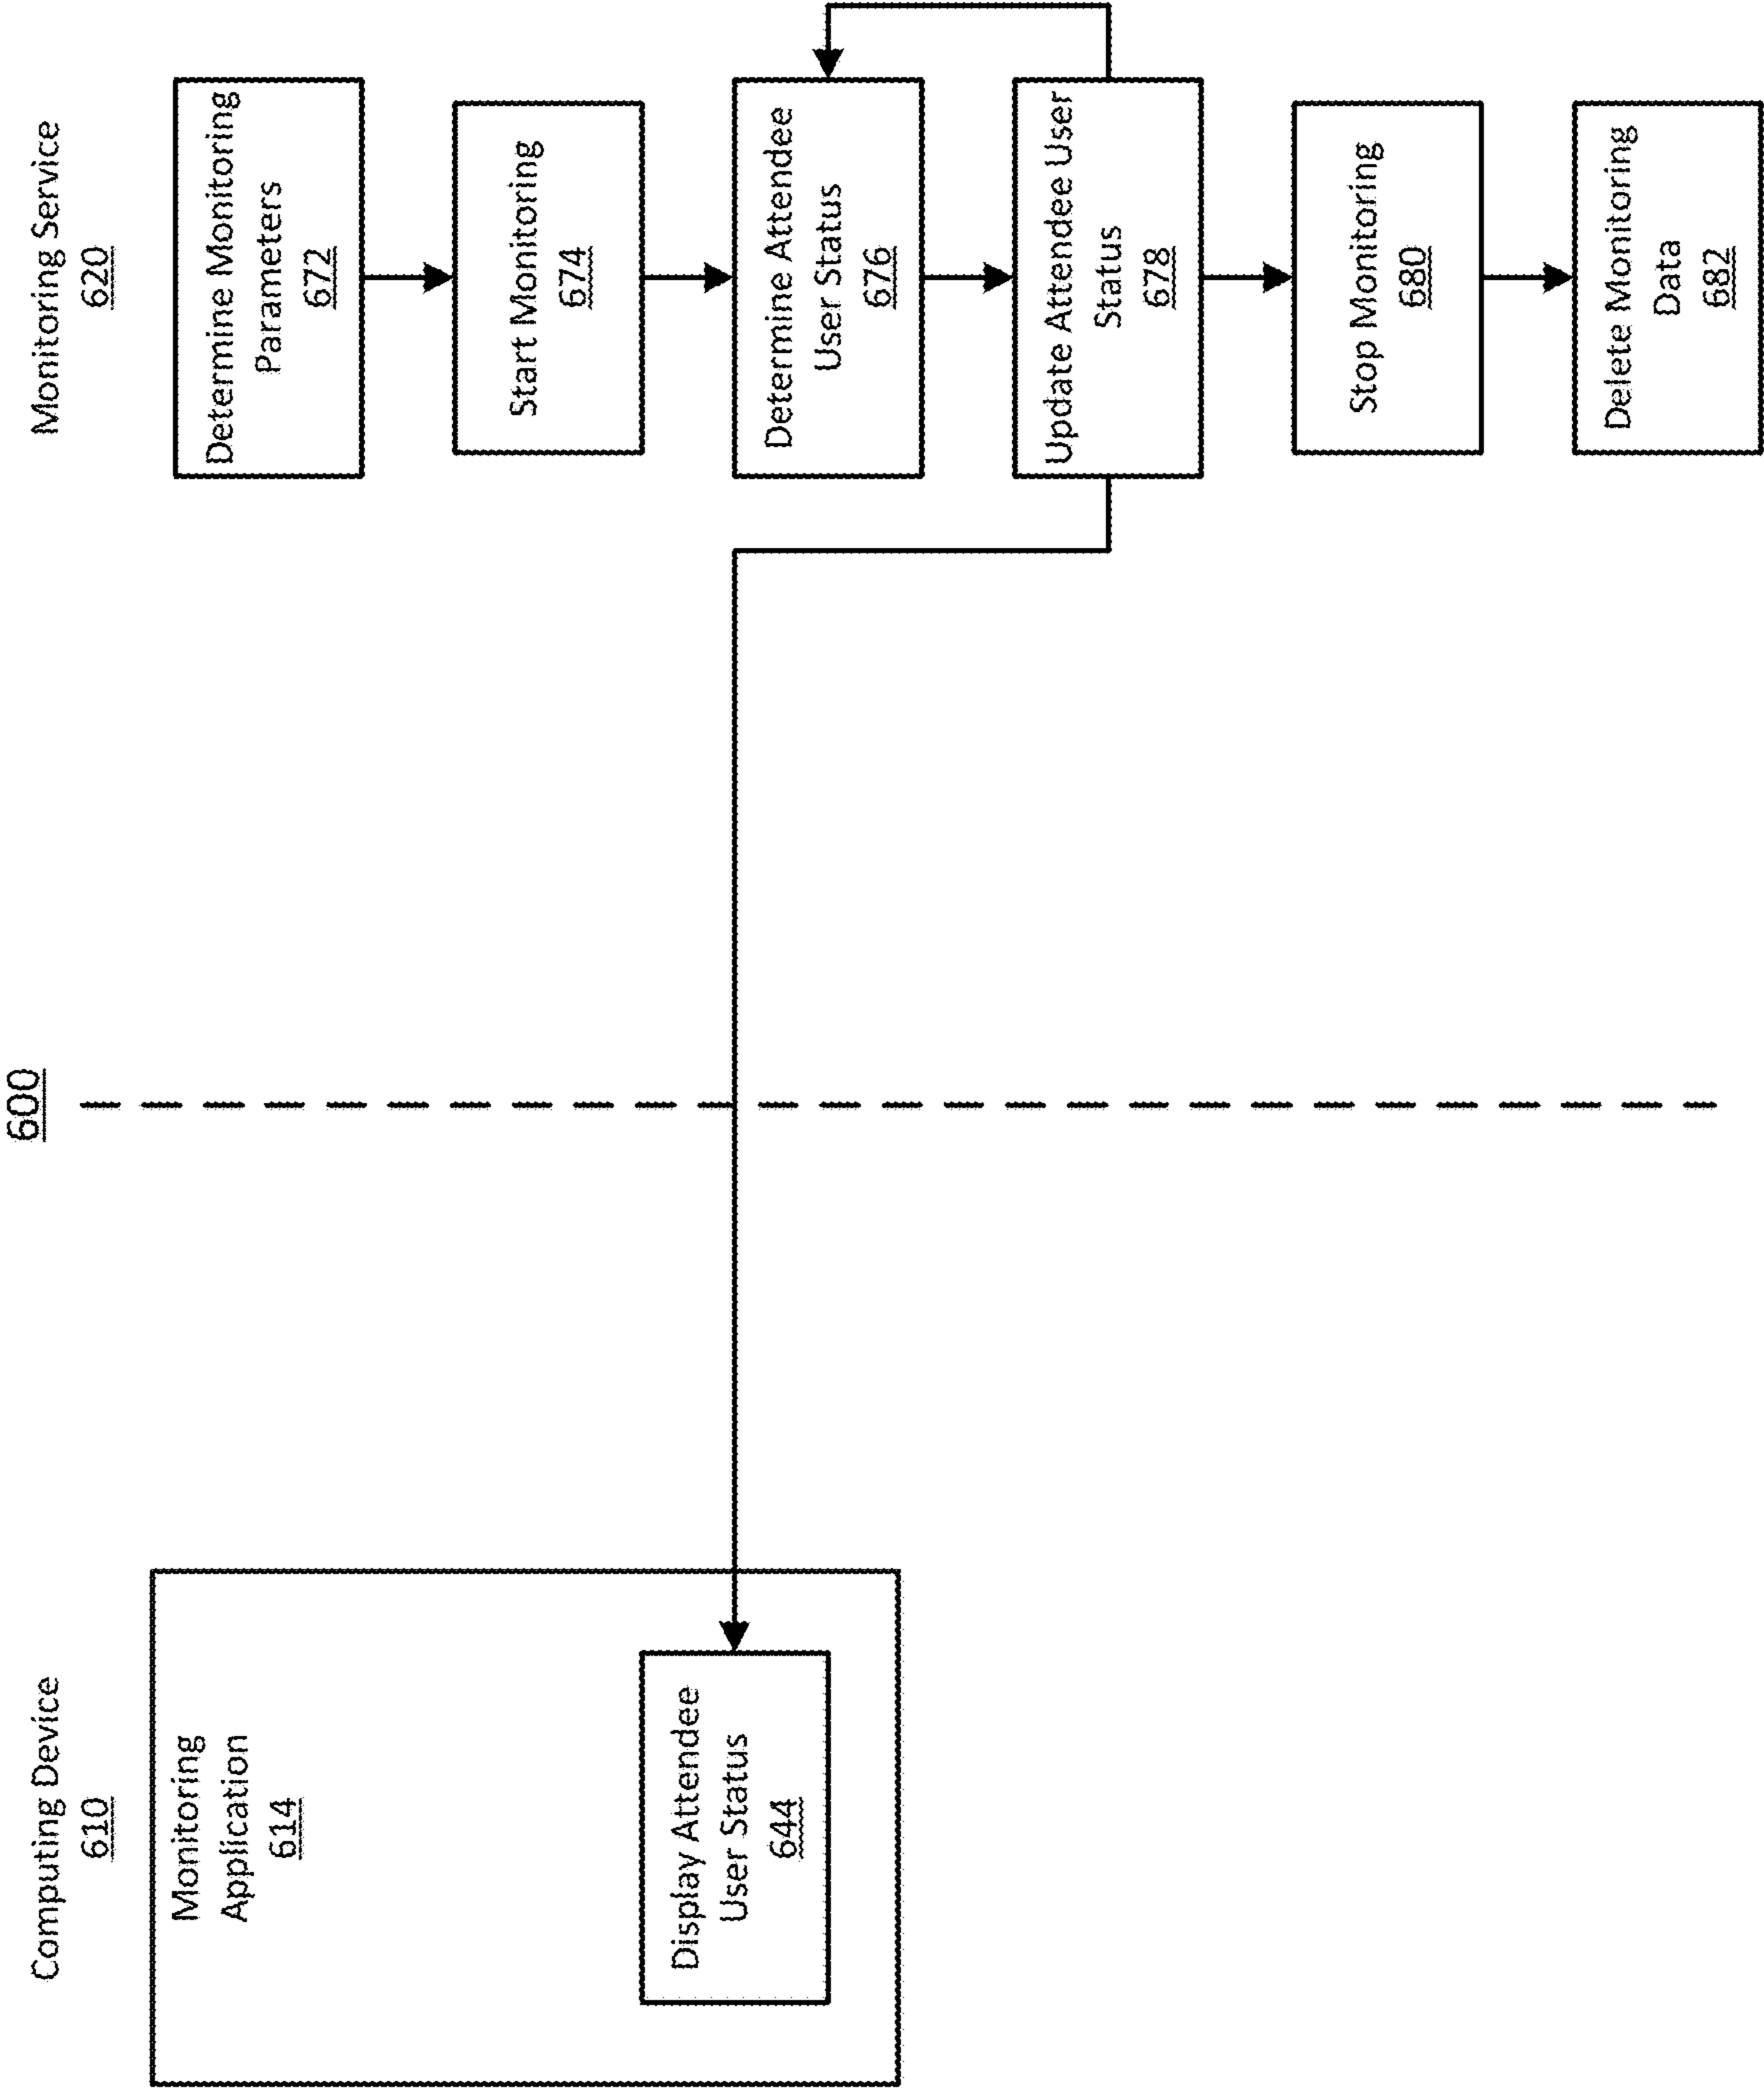 600
Computing Device
610
Monitoring
Application
614
Display Attendee
User Status
644
Monitoring Service
620
Determine Monitoring
Parameters
672
Start Monitoring
674
Determine Attendee
User Status
676
Update Attendee User
Status
678
Stop Monitoring
680
Delete Monitoring
Data
682